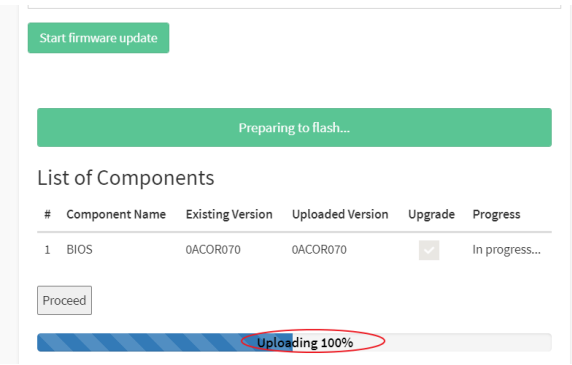 Start firmware update
Preparing to flash...
List of Components
# Component Name Existing Version Uploaded Version Upgrade Progress
1 BIOS 0ACOR070 0ACOR070 In progress...
Proceed
Uploading 100%